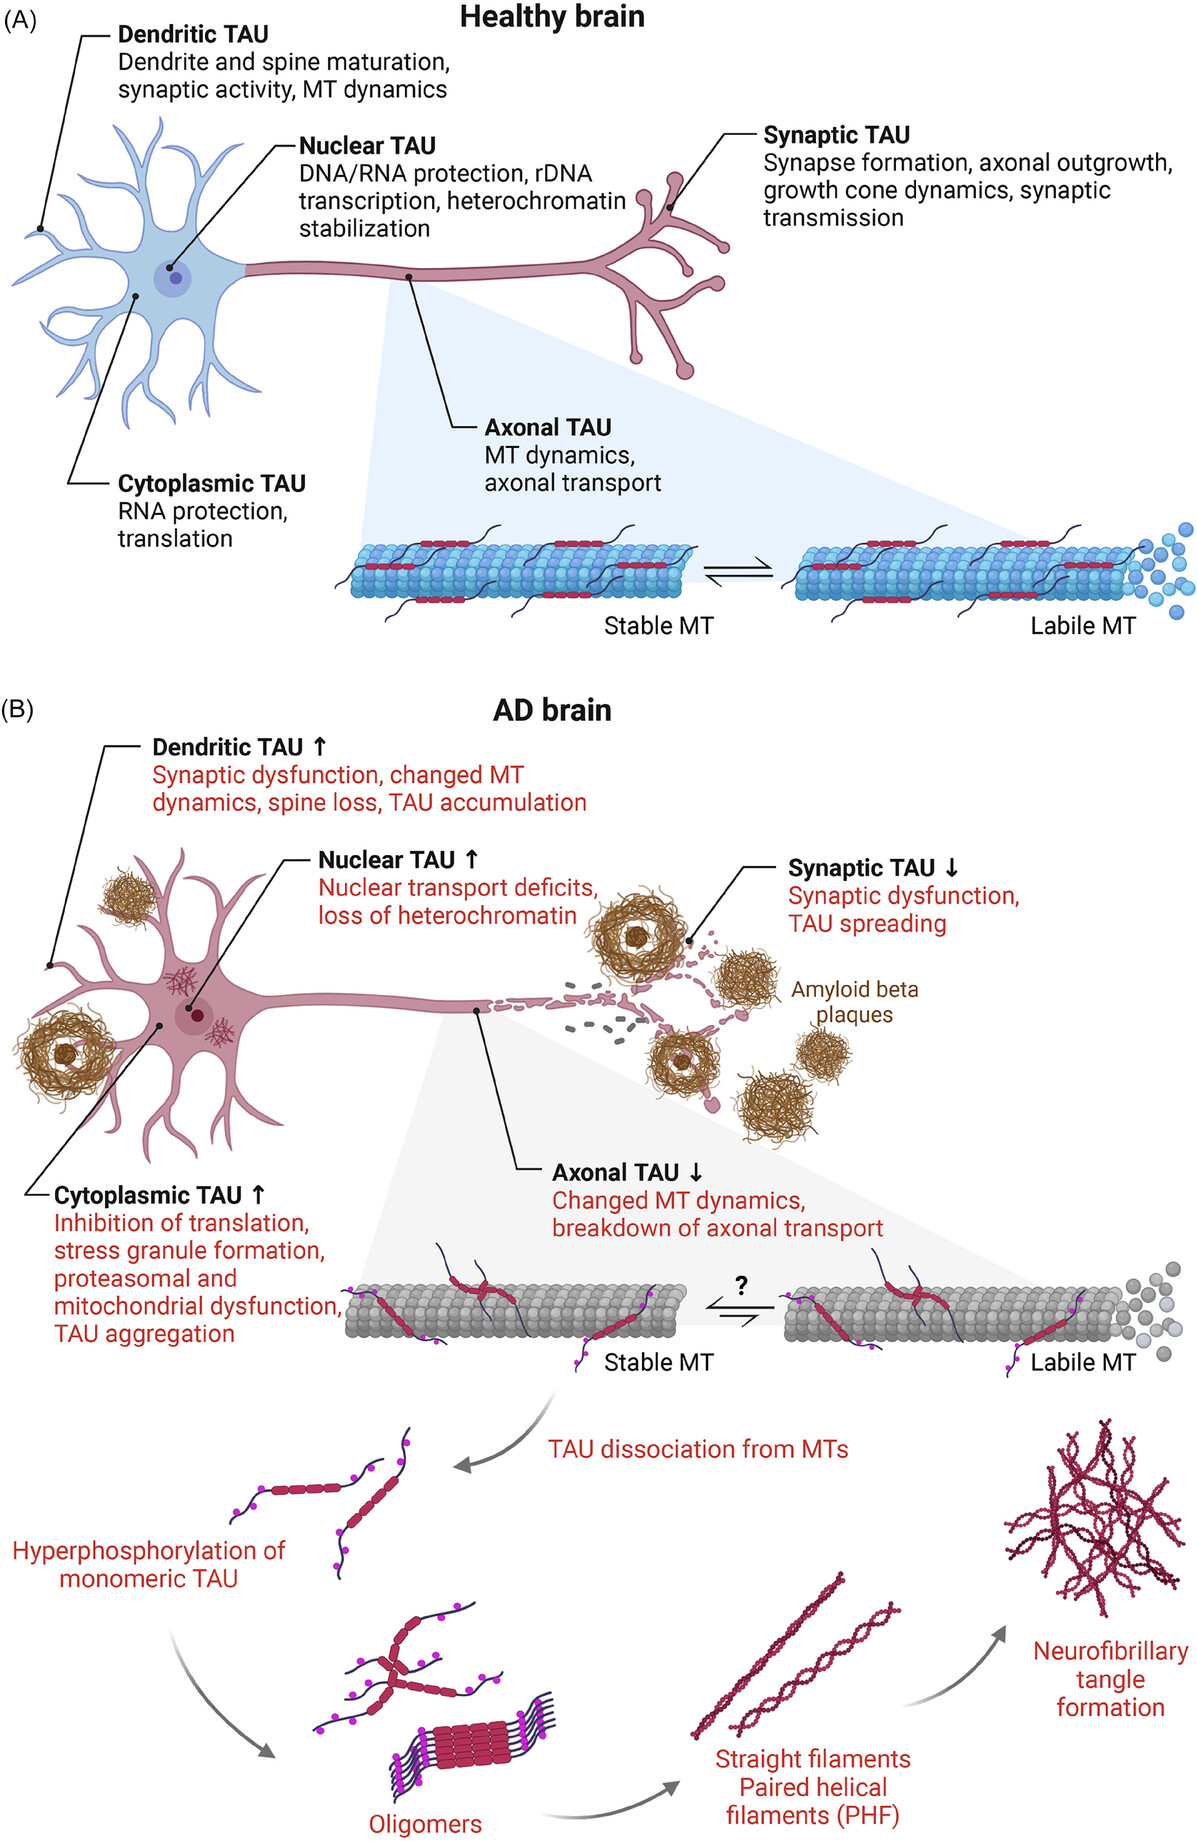 (A)
Healthy brain
Dendritic TAU
Dendrite and spine maturation,
synaptic activity, MT dynamics
Nuclear TAU
DNA/RNA protection, rDNA
transcription, heterochromatin
stabilization
Synaptic TAU
Synapse formation, axonal outgrowth,
growth cone dynamics, synaptic
transmission
Axonal TAU
MT dynamics,
axonal transport
Cytoplasmic TAU
RNA protection,
translation
Stable MT
Labile MT
(B)
AD brain
Dendritic TAU ↑
Synaptic dysfunction, changed MT
dynamics, spine loss, TAU accumulation
Nuclear TAU ↑
Nuclear transport deficits,
loss of heterochromatin
Synaptic TAU ↓
Synaptic dysfunction,
TAU spreading
Amyloid beta
plaques
Axonal TAU ↓
Changed MT dynamics,
breakdown of axonal transport
Cytoplasmic TAU ↑
Inhibition of translation,
stress granule formation,
proteasomal and
mitochondrial dysfunction,
TAU aggregation
?
Stable MT
Labile MT
TAU dissociation from MTs
Hyperphosphorylation of
monomeric TAU
Oligomers
Straight filaments
Paired helical
filaments (PHF)
Neurofibrillary
tangle
formation